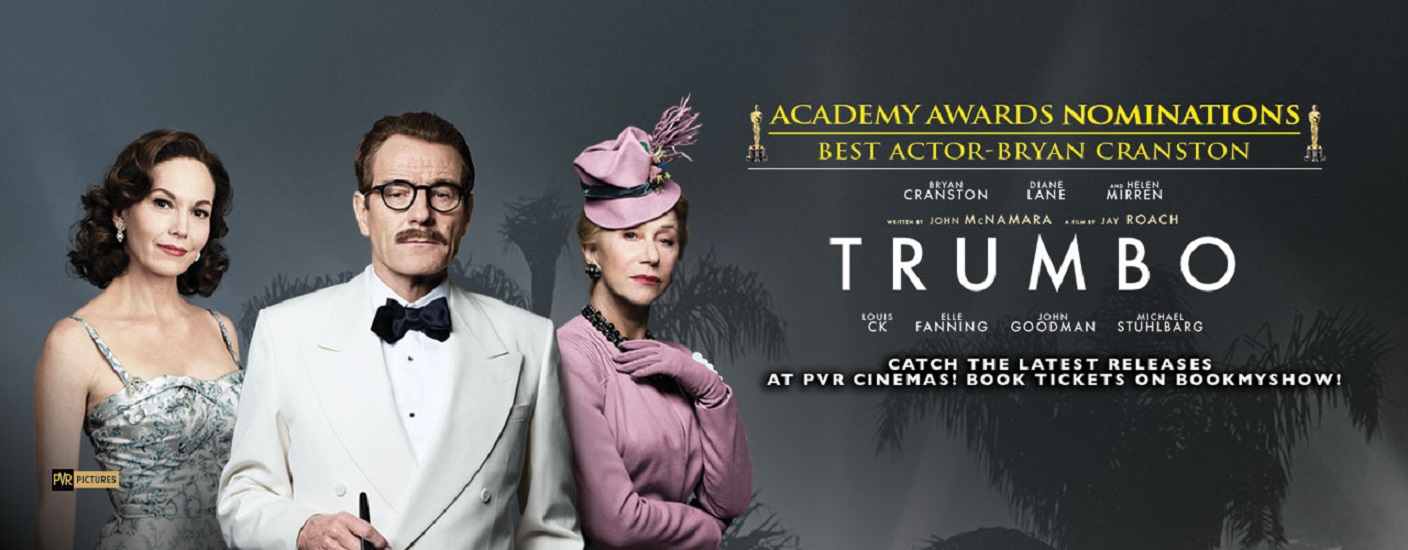 ACADEMY AWARDS NOMINATIONS
BEST ACTOR-BRYAN CRANSTON
BRYAN CRANSTON DIANE LANE AND HELEN MIRREN
WRITTEN BY JOHN McNAMARA A FILM BY JAY ROACH
TRUMBO
LOUIS CK ELLE FANNING JOHN GOODMAN MICHAEL STUHLBARG
CATCH THE LATEST RELEASES
AT PVR CINEMAS! BOOK TICKETS ON BOOKMYSHOW!
PVR PICTURES